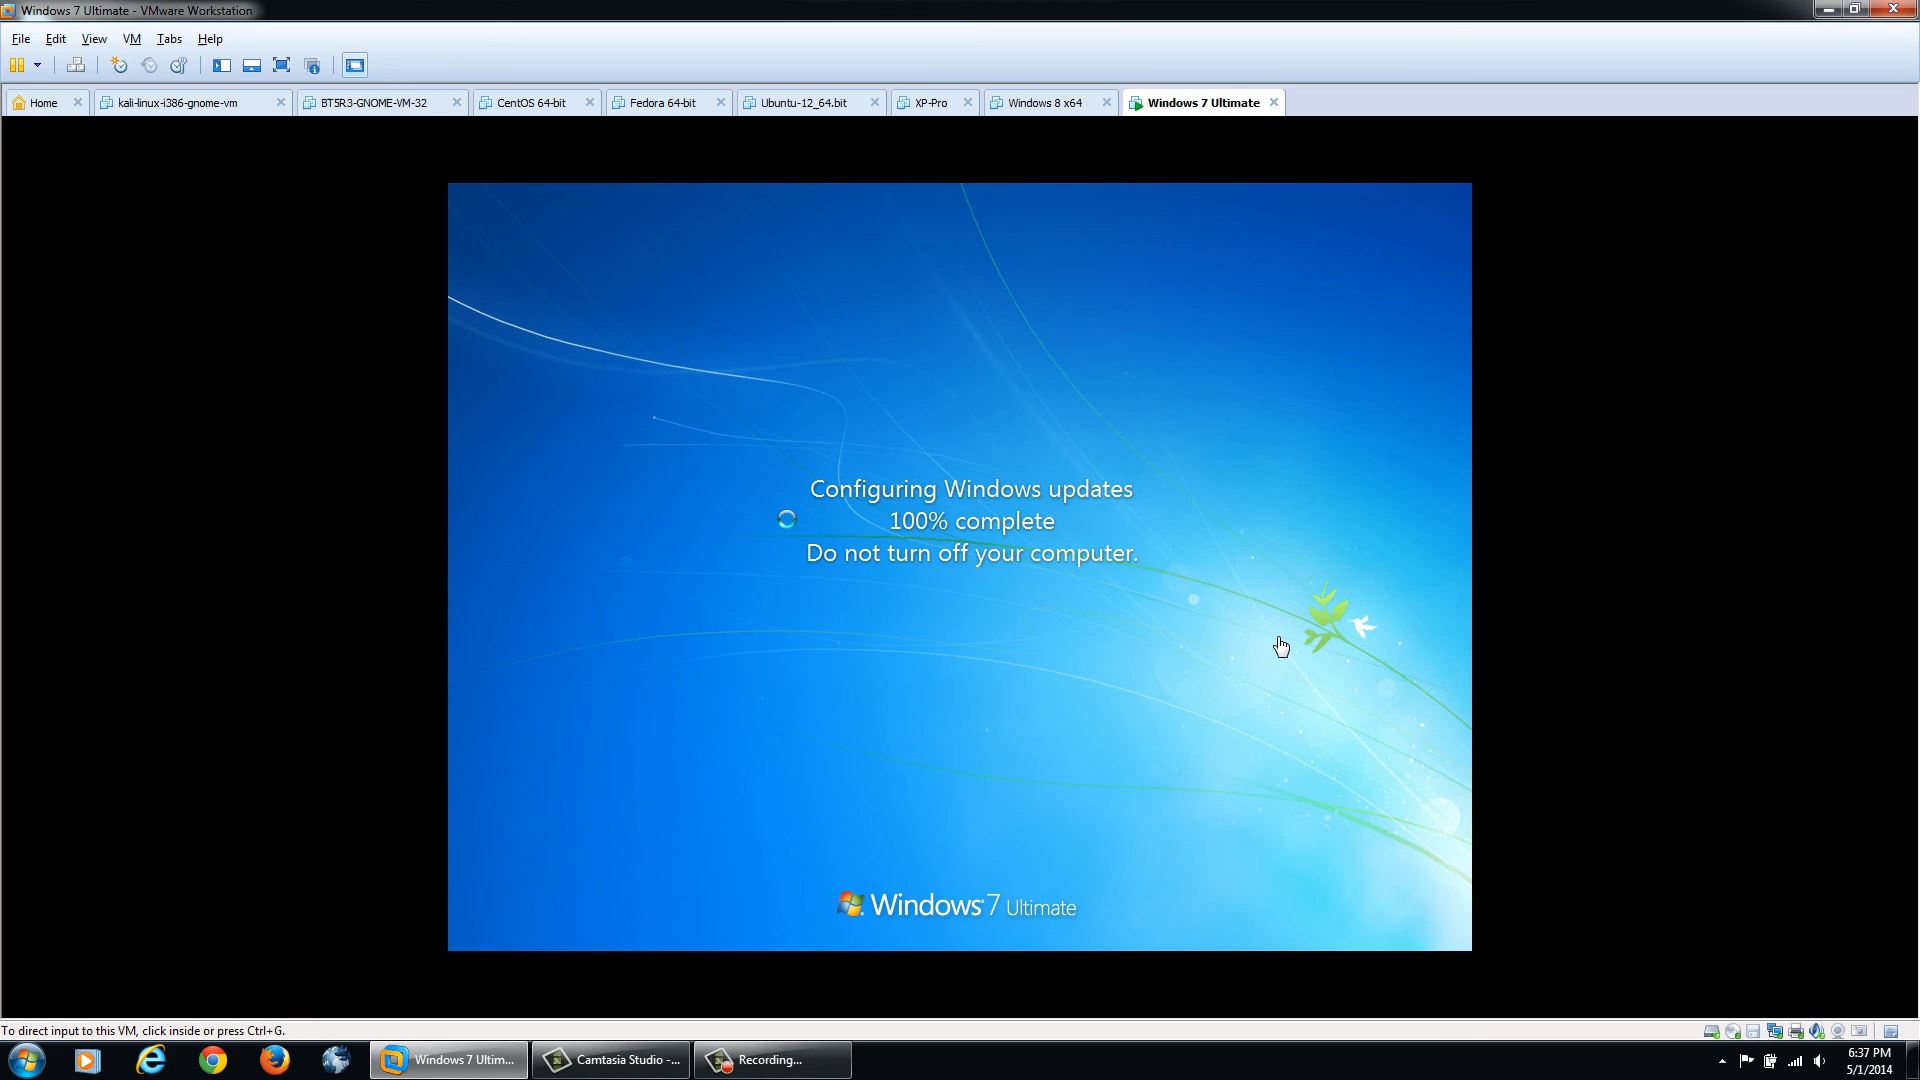 Windows 7 Ultimate - VMware Workstation
File Edit View VM Tabs Help
Home kali-linux-i386-gnome-vm BT5R3-GNOME-VM-32 CentOS 64-bit Fedora 64-bit Ubuntu-12_64.bit XP-Pro Windows 8 x64 Windows 7 Ultimate
Configuring Windows updates
100% complete
Do not turn off your computer.
Windows 7 Ultimate
To direct input to this VM, click inside or press Ctrl+G.
Windows 7 Ultim... Camtasia Studio -... Recording...
6:37 PM
5/1/2014